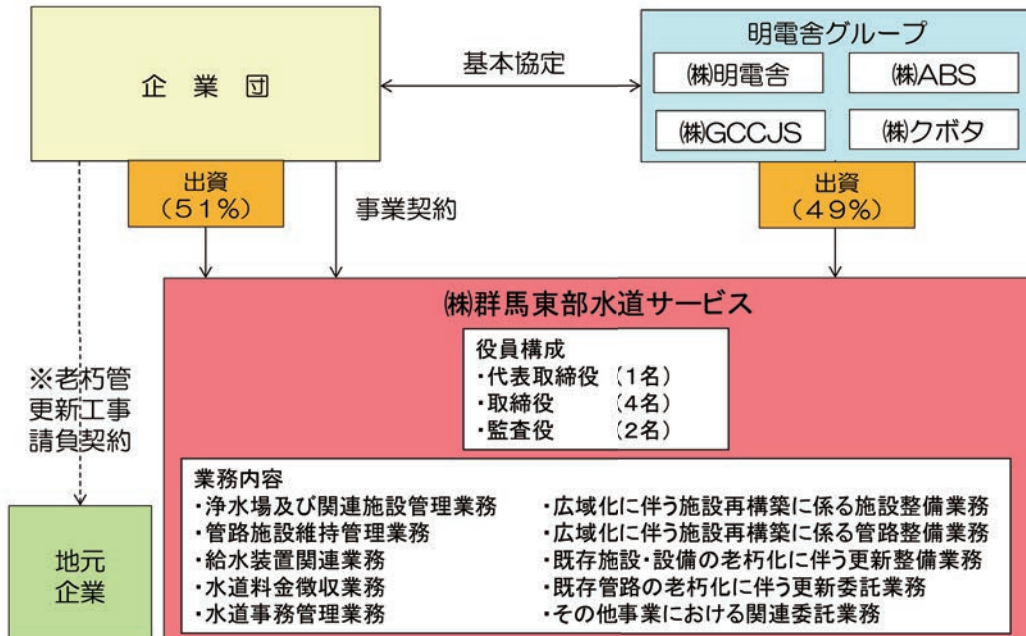 企業団
基本協定
明電舎グループ
㈱明電舎
㈱ABS
㈱GCCJS
㈱クボタ
出資
(51%)
事業契約
出資
(49%)
※老朽管
更新工事
請負契約
地元
企業
㈱群馬東部水道サービス
役員構成
・代表取締役 (1名)
・取締役 (4名)
・監査役 (2名)
業務内容
・浄水場及び関連施設管理業務
・管路施設維持管理業務
・給水装置関連業務
・水道料金徴収業務
・水道事務管理業務
・広域化に伴う施設再構築に係る施設整備業務
・広域化に伴う施設再構築に係る管路整備業務
・既存施設・設備の老朽化に伴う更新整備業務
・既存管路の老朽化に伴う更新委託業務
・その他事業における関連委託業務